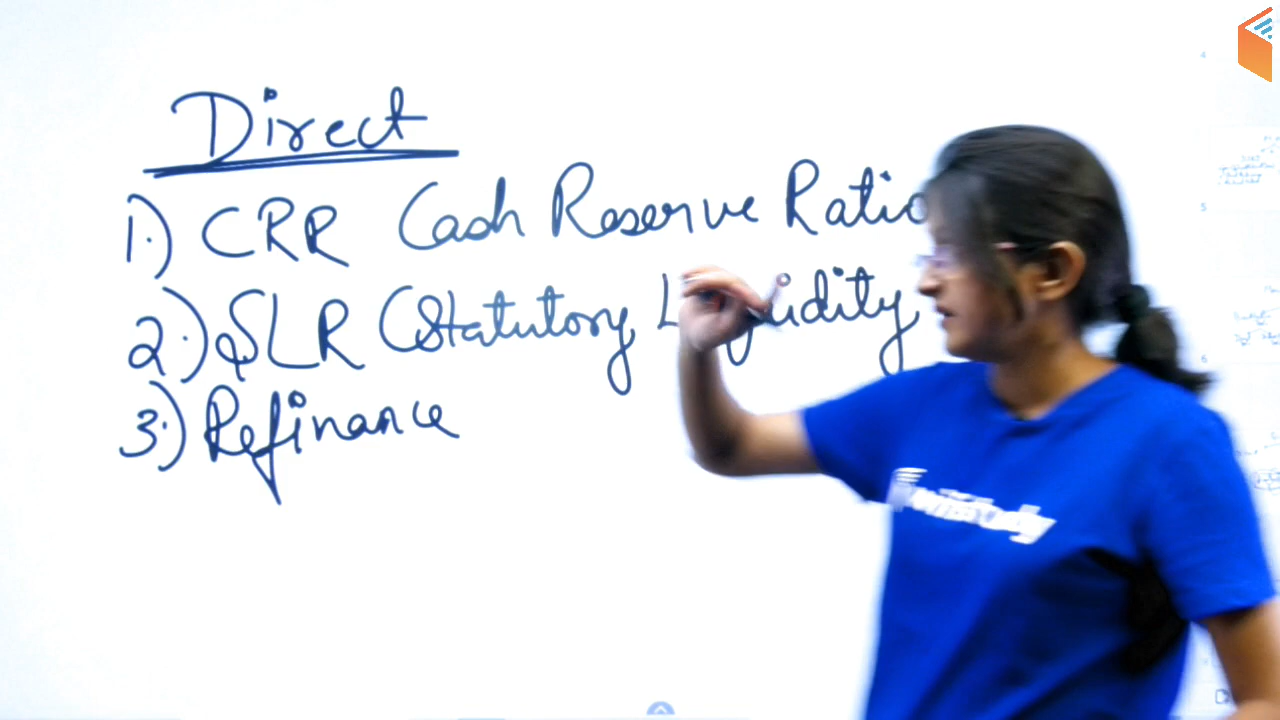 Direct
1.) CRR Cash Reserve Ratio
2.) SLR (Statutory Liquidity
3.) Refinance